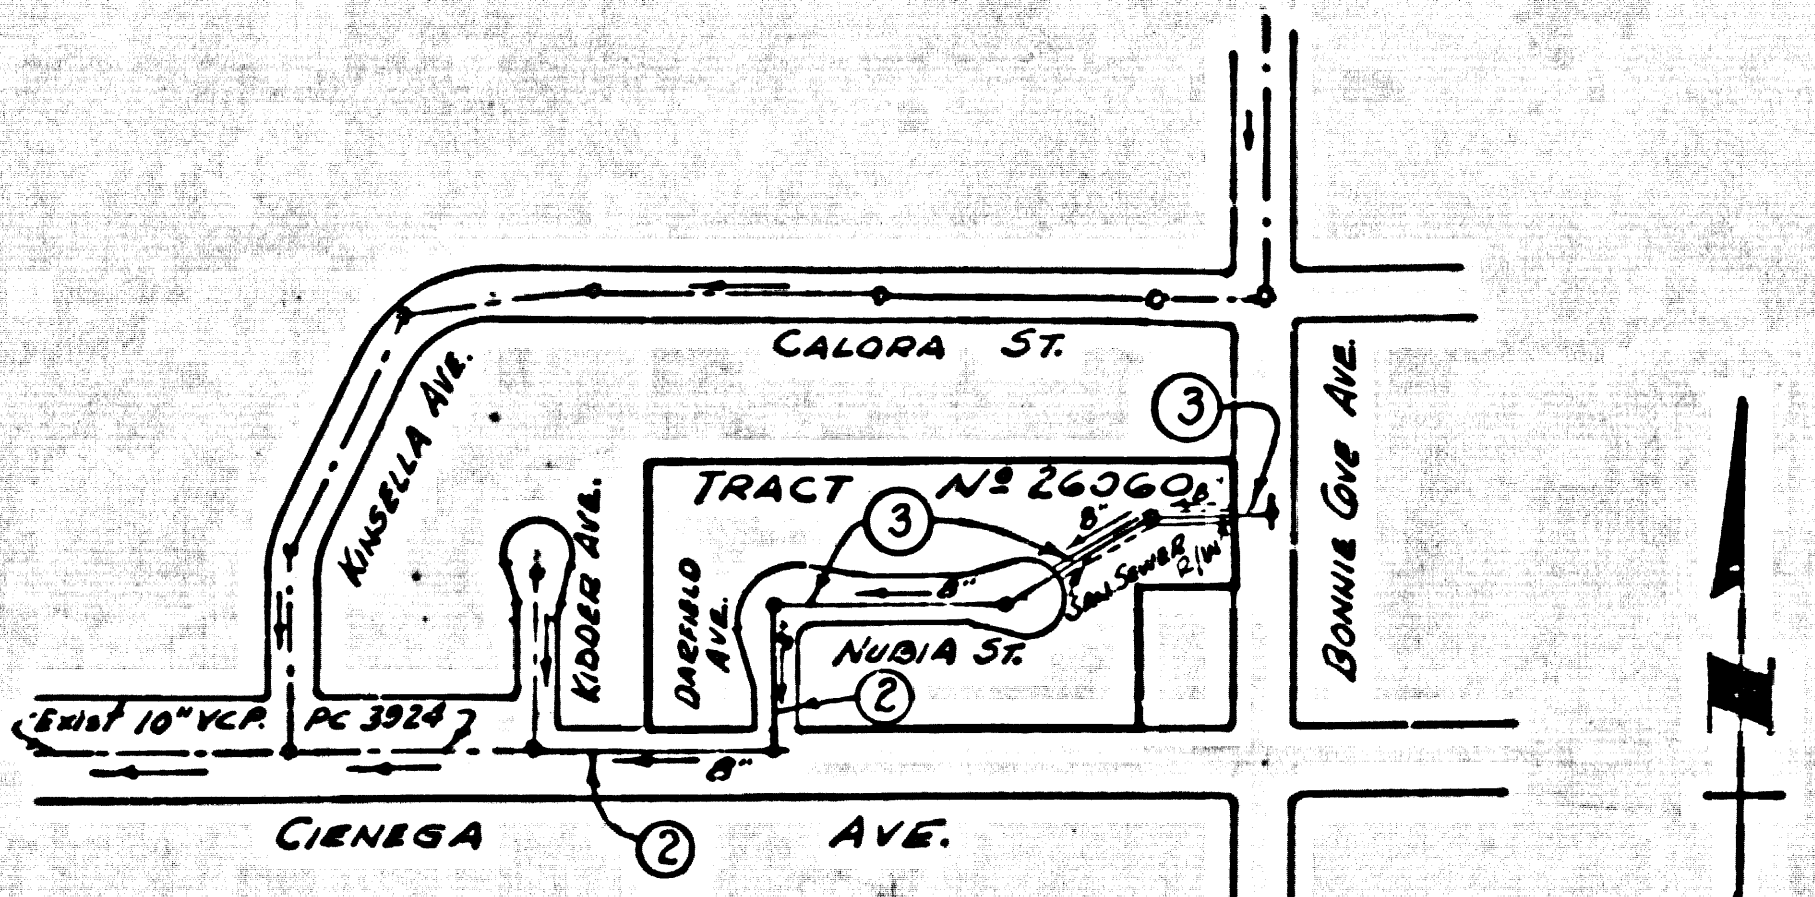 CALORA ST.
KINSELLA AVE.
3
BONNIE COVE AVE.
TRACT Nº 26060
8"
8"
3
SAN. SEWER
R/W
KIDDER AVE.
DARFIELD
AVE.
8"
NUBIA ST.
2
Exist 10" VCP. PC 3924
8"
CIENEGA AVE.
2